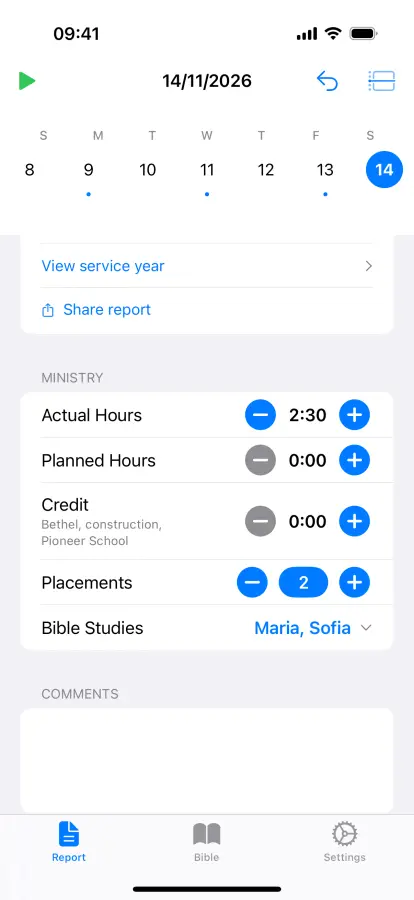 09:41
14/11/2026
S M T W T F S
8 9 10 11 12 13 14
View service year
Share report
MINISTRY
Actual Hours 2:30
Planned Hours 0:00
Credit 0:00
Bethel, construction,
Pioneer School
Placements 2
Bible Studies Maria, Sofia
COMMENTS
Report Bible Settings